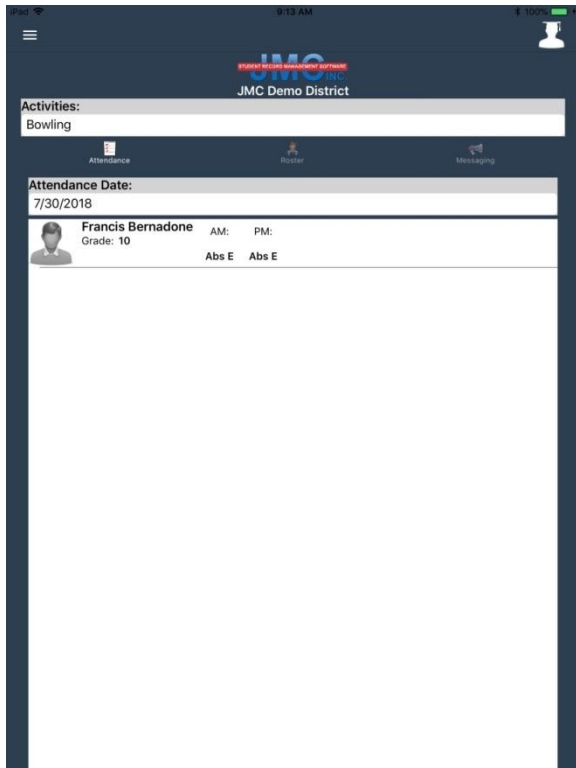 iPad 9:13 AM 100%
STUDENT RECORD MANAGEMENT SOFTWARE
JMC INC.
JMC Demo District
Activities:
Bowling
Attendance Roster Messaging
Attendance Date:
7/30/2018
Francis Bernadone AM: PM:
Grade: 10
Abs E Abs E